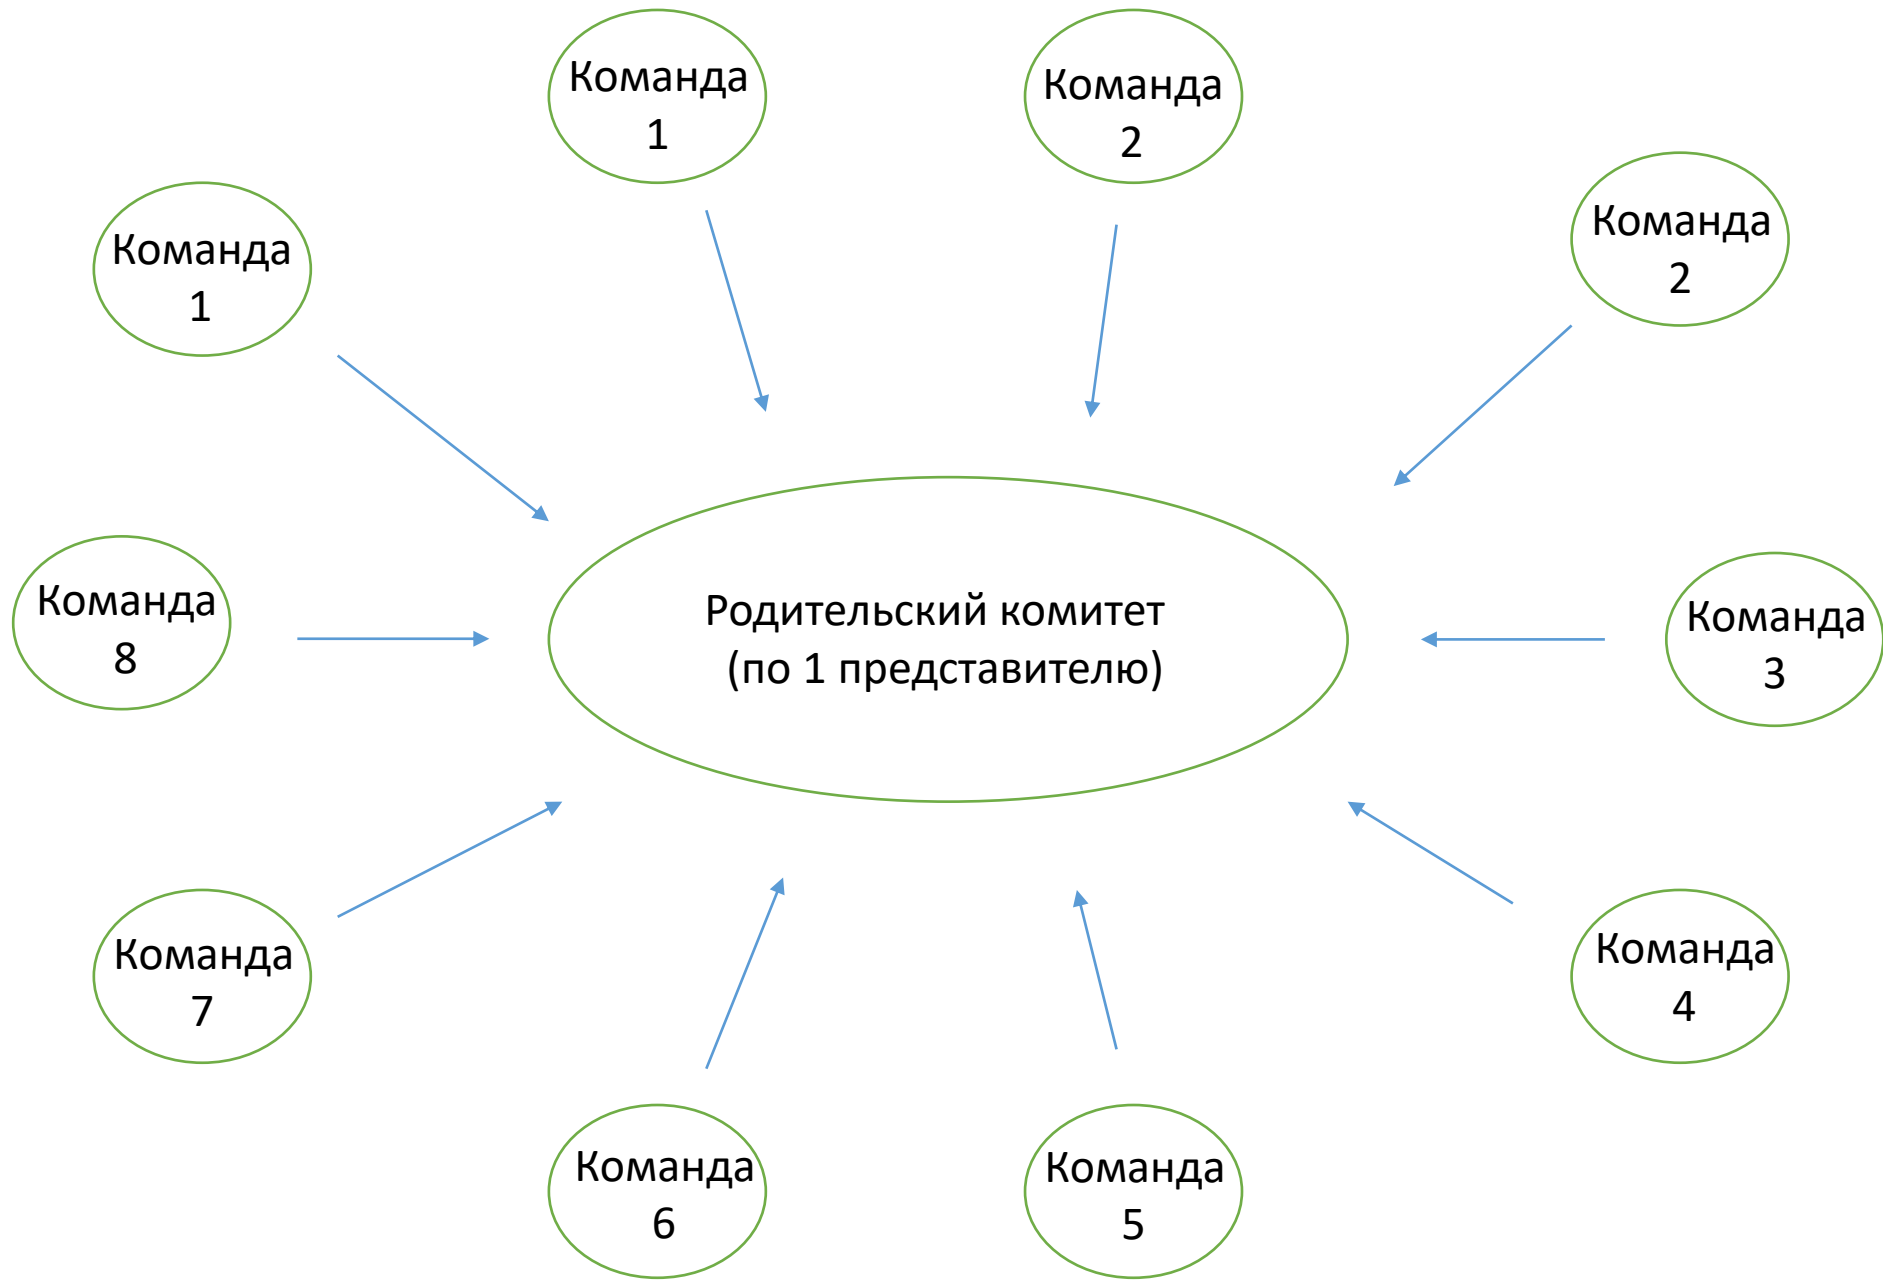 Команда
1
Команда
2
Команда
2
Команда
1
Команда
8
Родительский комитет
(по 1 представителю)
Команда
3
Команда
7
Команда
4
Команда
6
Команда
5